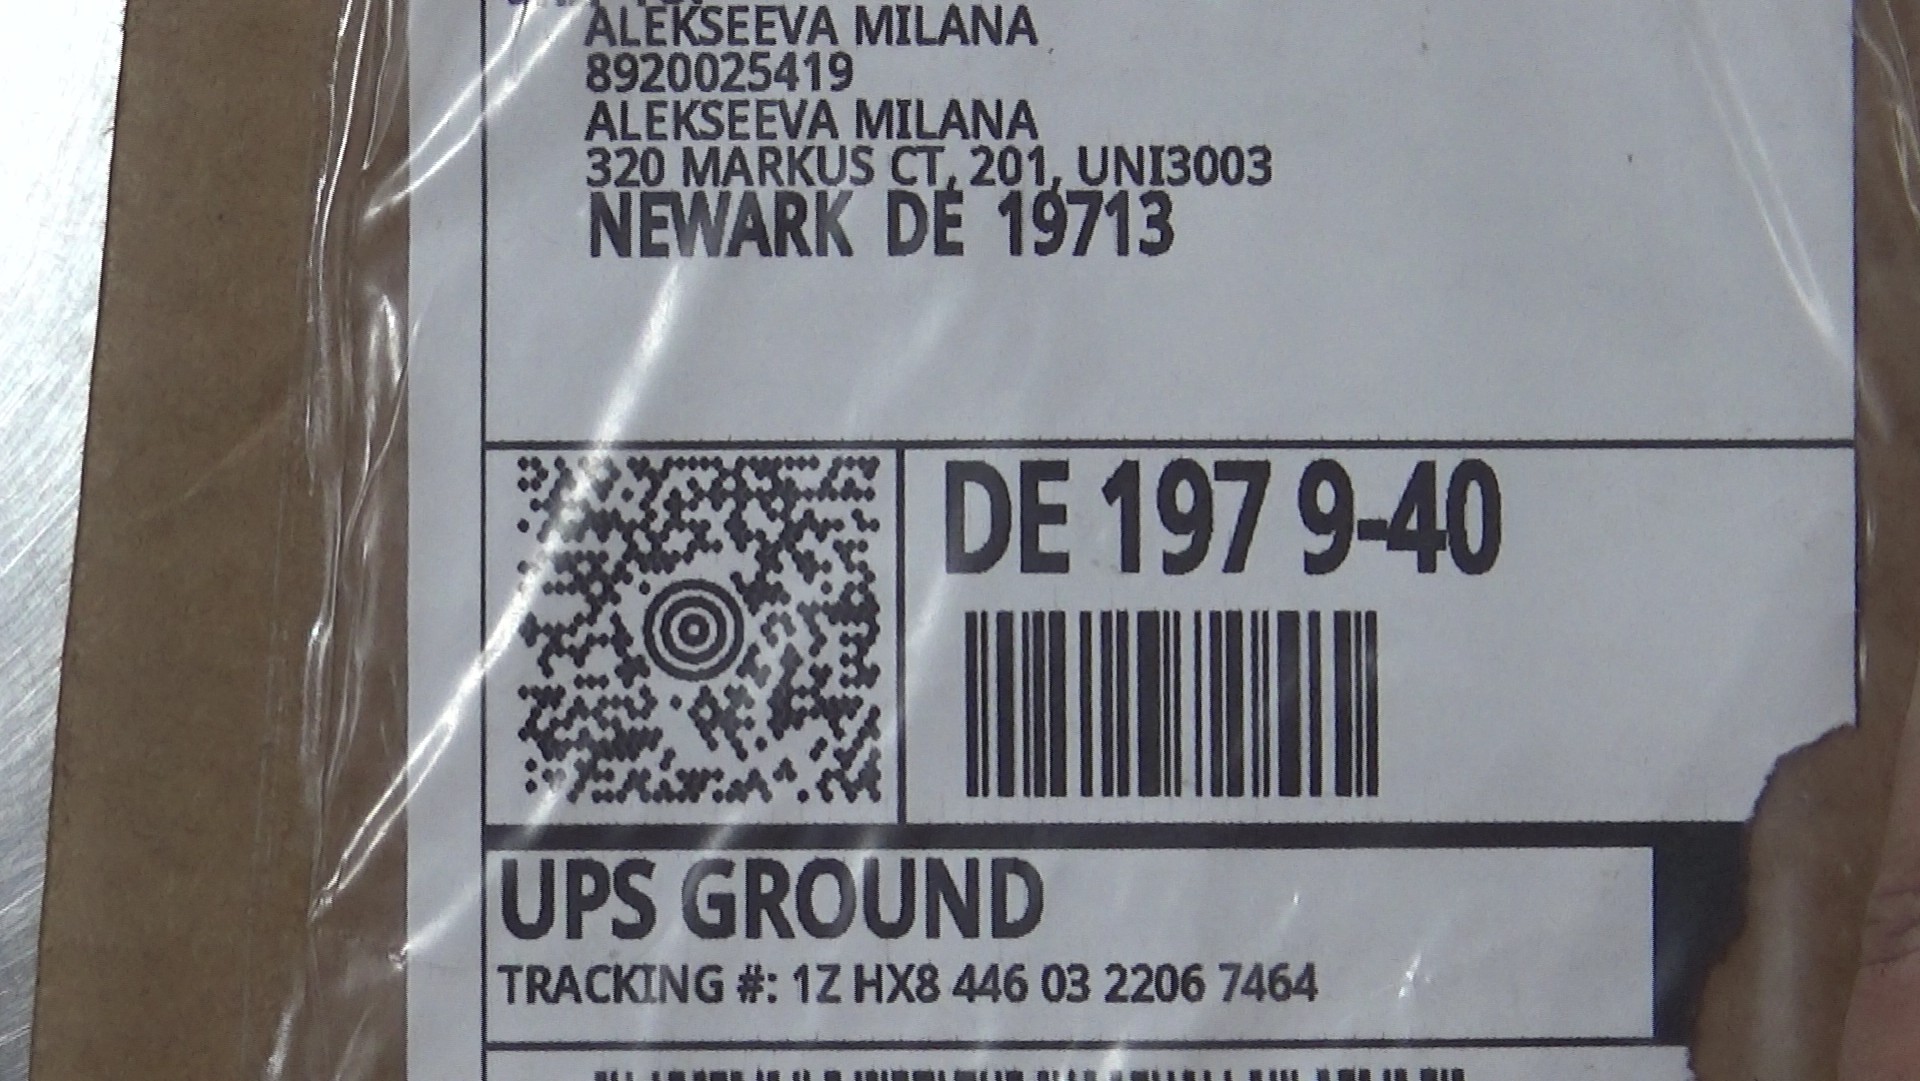 ALEKSEEVA MILANA
8920025419
ALEKSEEVA MILANA
320 MARKUS CT, 201, UNI3003
NEWARK DE 19713
DE 197 9-40
UPS GROUND
TRACKING #: 1Z HX8 446 03 2206 7464